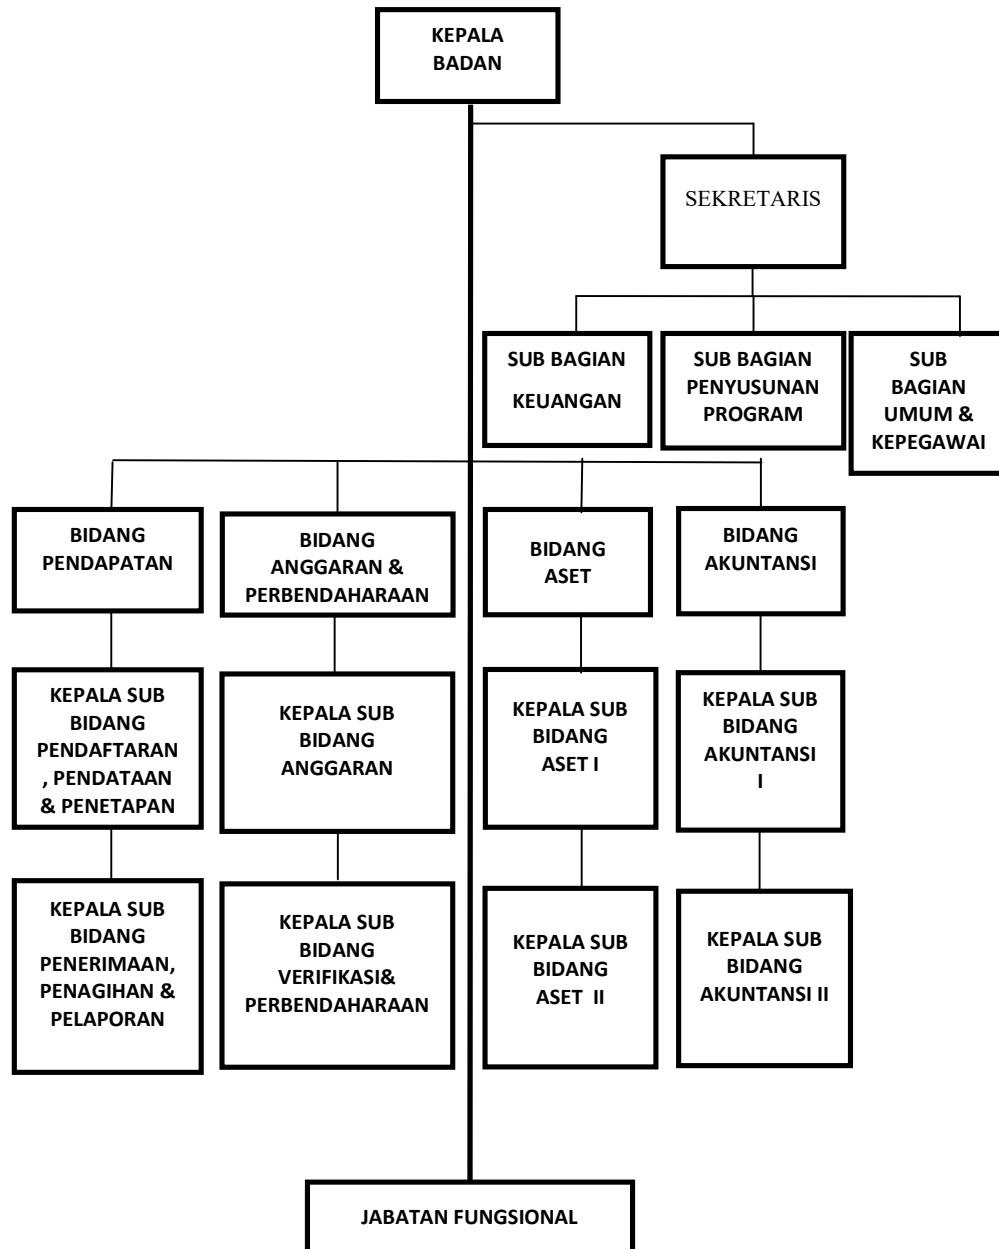 KEPALA
BADAN
SEKRETARIS
SUB BAGIAN
KEUANGAN
SUB BAGIAN
PENYUSUNAN
PROGRAM
SUB
BAGIAN
UMUM &
KEPEGAWAI
BIDANG
PENDAPATAN
BIDANG
ANGGARAN &
PERBENDAHARAAN
BIDANG
ASET
BIDANG
AKUNTANSI
KEPALA SUB
BIDANG
PENDAFTARAN
, PENDATAAN
& PENETAPAN
KEPALA SUB
BIDANG
ANGGARAN
KEPALA SUB
BIDANG
ASET I
KEPALA SUB
BIDANG
AKUNTANSI
I
KEPALA SUB
BIDANG
PENERIMAAN,
PENAGIHAN &
PELAPORAN
KEPALA SUB
BIDANG
VERIFIKASI&
PERBENDAHARAAN
KEPALA SUB
BIDANG
ASET  II
KEPALA SUB
BIDANG
AKUNTANSI II
JABATAN FUNGSIONAL